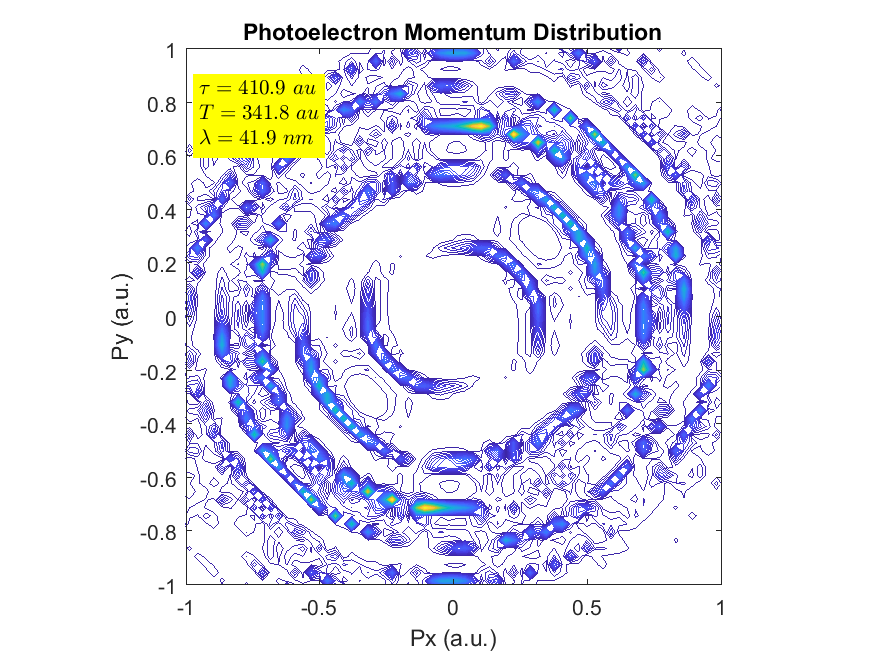 Photoelectron Momentum Distribution
τ = 410.9 au
T = 341.8 au
λ = 41.9 nm
1
0.8
0.6
0.4
0.2
0
-0.2
-0.4
-0.6
-0.8
-1
Py (a.u.)
-1 -0.5 0 0.5 1
Px (a.u.)